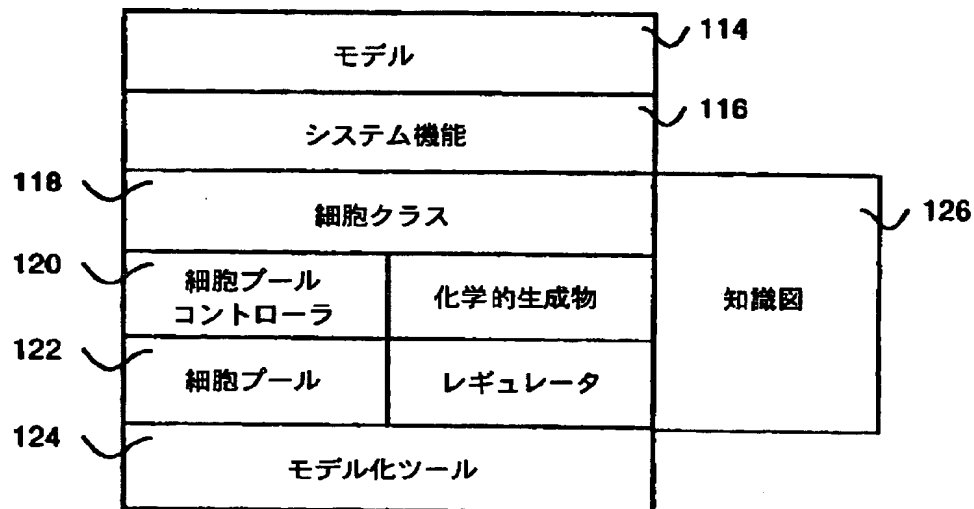 モデル
114
システム機能
116
118
細胞クラス
126
120
細胞プール
コントローラ
化学的生成物
知識図
122
細胞プール
レギュレータ
124
モデル化ツール